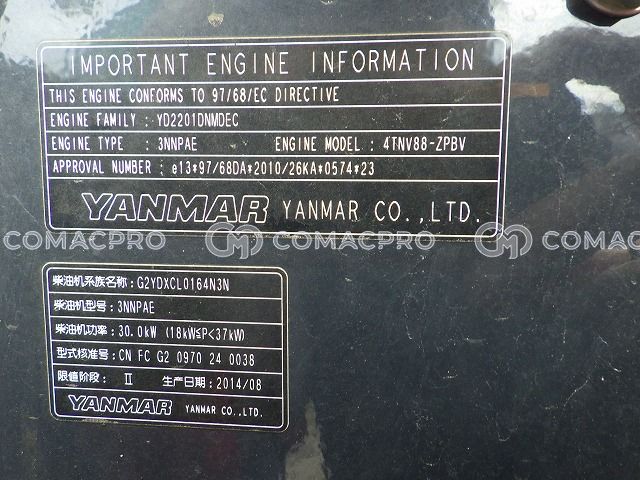 IMPORTANT ENGINE INFORMATION
THIS ENGINE CONFORMS TO 97/68/EC DIRECTIVE
ENGINE FAMILY : YD2201DNMDEC
ENGINE TYPE : 3NNPAE ENGINE MODEL : 4TNV88-ZPBV
APPROVAL NUMBER : e13*97/68DA*2010/26KA*0574*23
YANMAR YANMAR CO.,LTD.
COMACPRO COMACPRO COMACPRO
柴油机系族名称: G2YDXCL0164N3N
柴油机型号: 3NNPAE
柴油机功率: 30.0kW (18kW≦P<37kW)
型式核准号: CN FC G2 0970 24 0038
限値阶段: Ⅱ 生产日期: 2014/08
YANMAR YANMAR CO.,LTD.